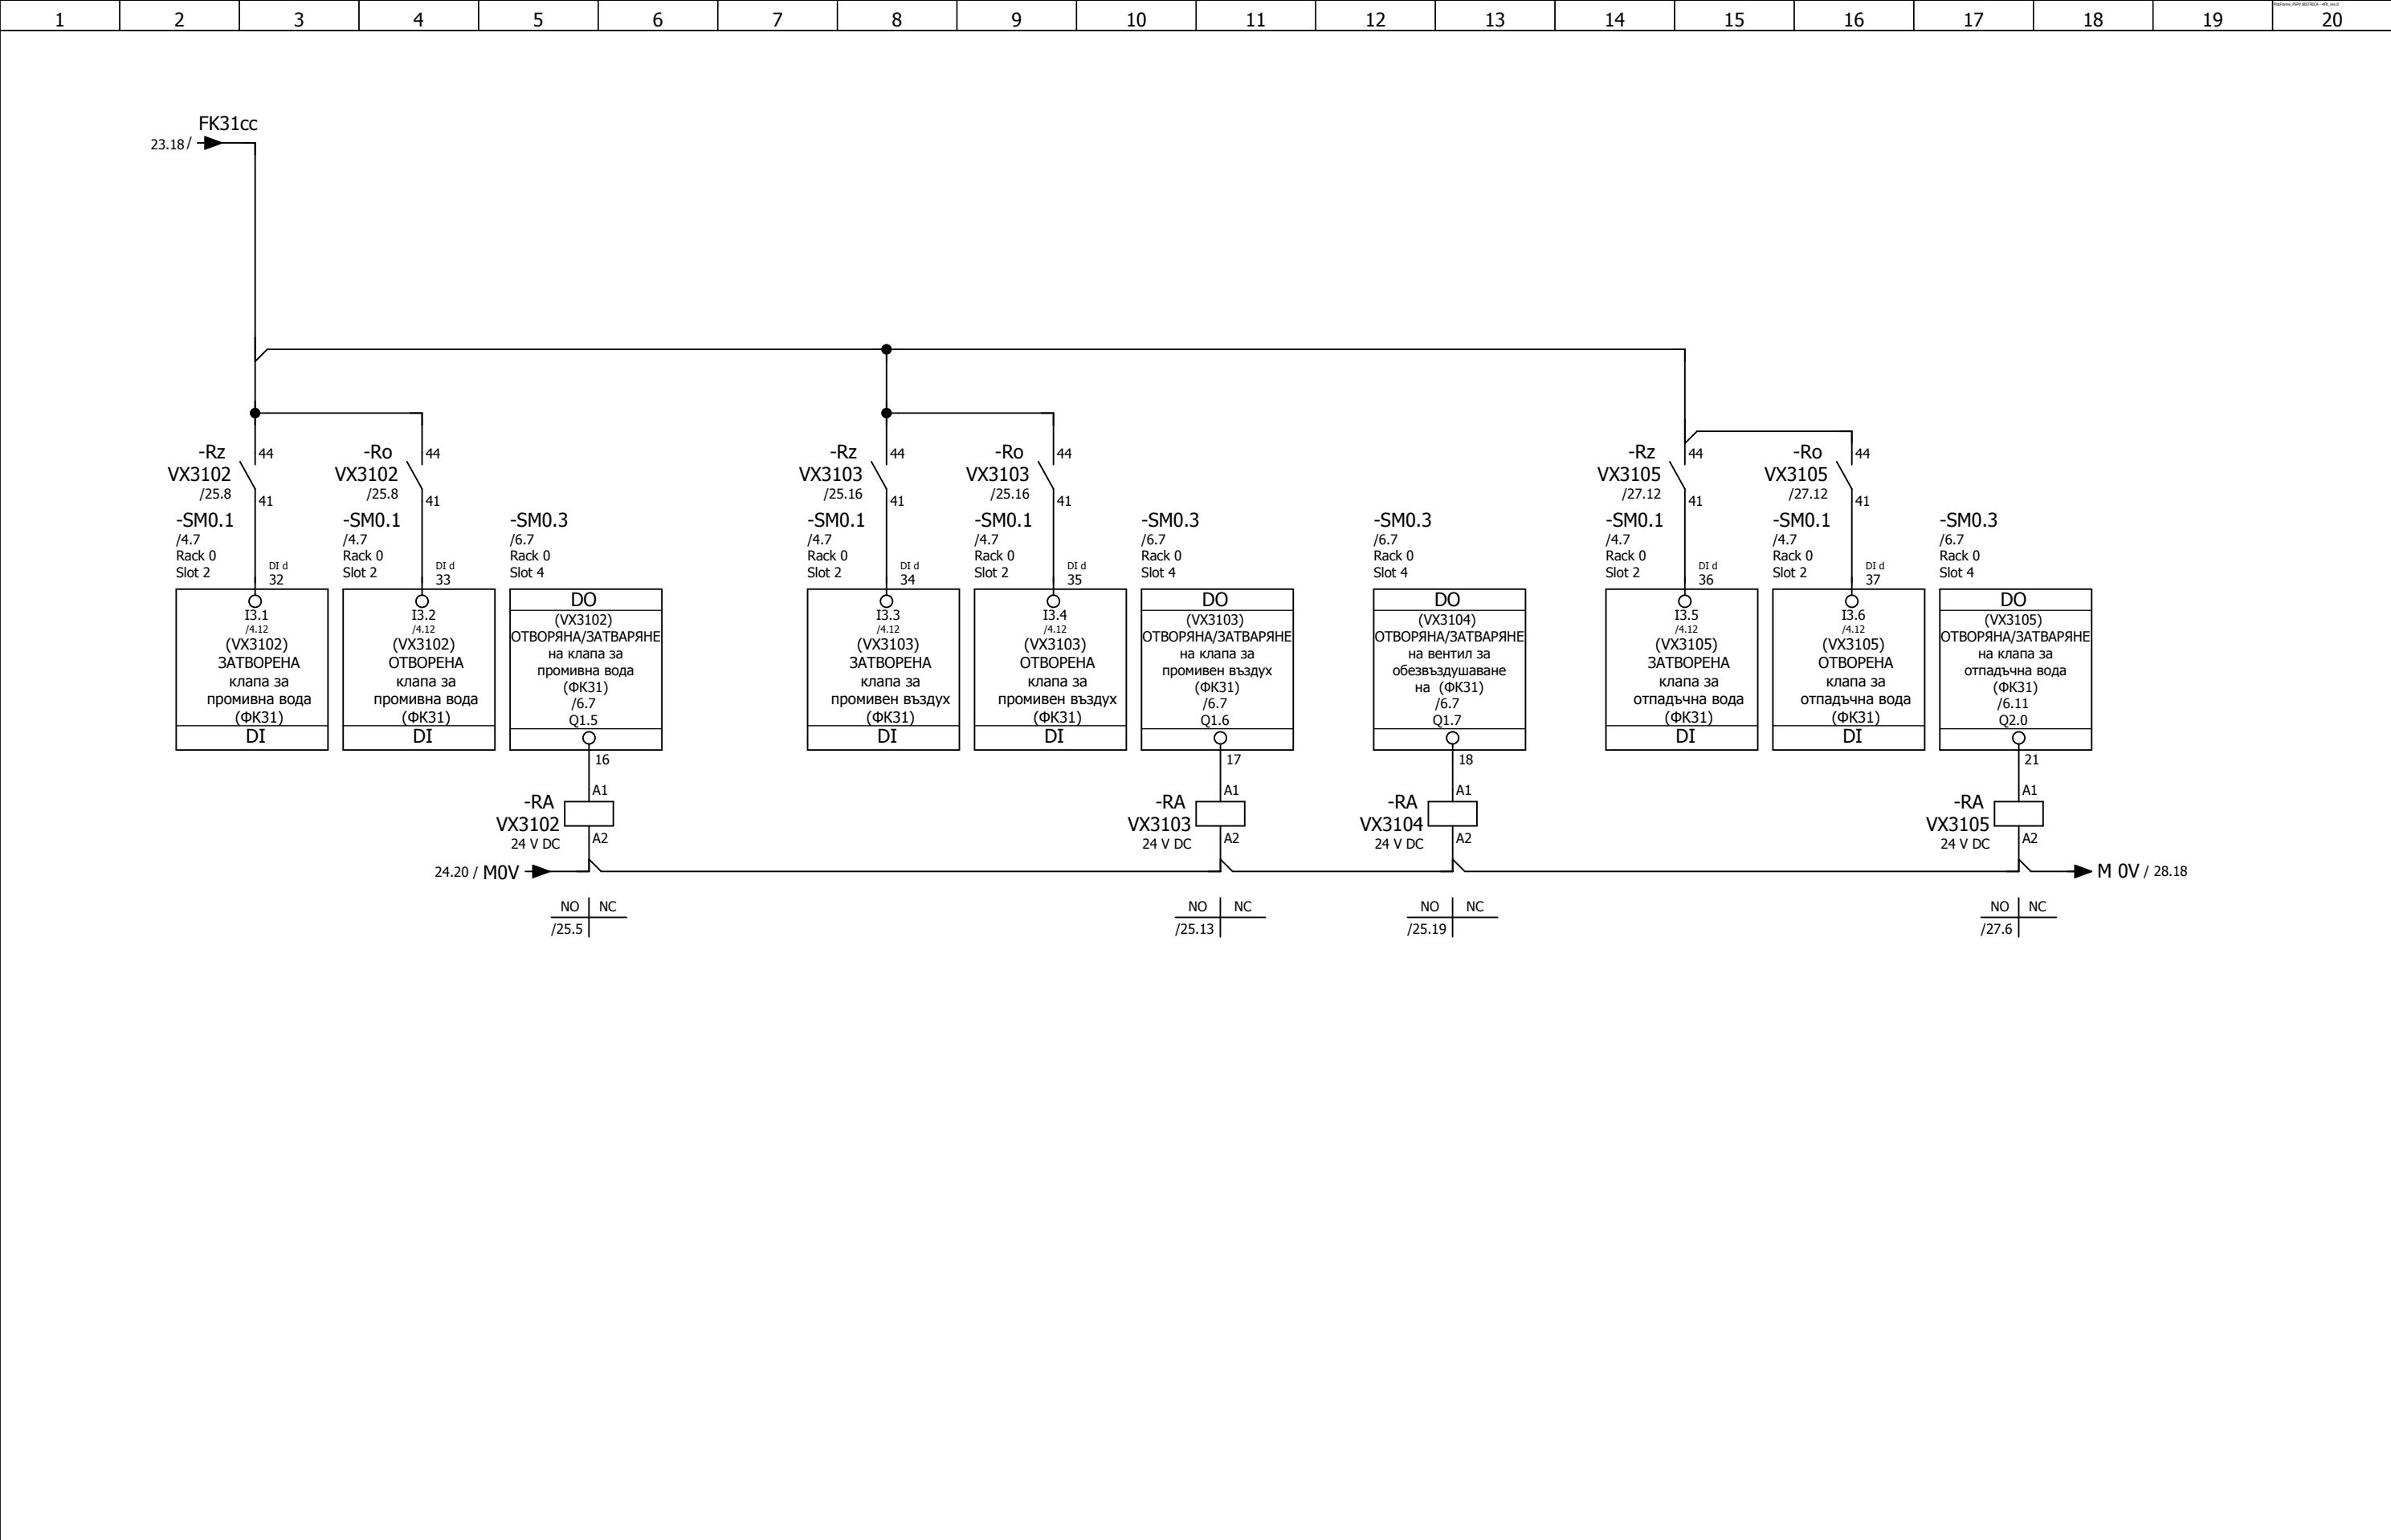 1 2 3 4 5 6 7 8 9 10 11 12 13 14 15 16 17 18 19 20
FK31cc
23.18 /
-Rz
VX3102
/25.8
44
41
-SM0.1
/4.7
Rack 0
Slot 2
DI d
32
I3.1
/4.12
(VX3102)
ЗАТВОРЕНА
клапа за
промивна вода
(ФК31)
DI
-Ro
VX3102
/25.8
44
41
-SM0.1
/4.7
Rack 0
Slot 2
DI d
33
I3.2
/4.12
(VX3102)
ОТВОРЕНА
клапа за
промивна вода
(ФК31)
DI
-SM0.3
/6.7
Rack 0
Slot 4
DO
(VX3102)
ОТВОРЯНА/ЗАТВАРЯНЕ
на клапа за
промивна вода
(ФК31)
/6.7
Q1.5
16
-RA
VX3102
24 V DC
A1
A2
24.20 / M0V
NO NC
/25.5
-Rz
VX3103
/25.16
44
41
-SM0.1
/4.7
Rack 0
Slot 2
DI d
34
I3.3
/4.12
(VX3103)
ЗАТВОРЕНА
клапа за
промивен въздух
(ФК31)
DI
-Ro
VX3103
/25.16
44
41
-SM0.1
/4.7
Rack 0
Slot 2
DI d
35
I3.4
/4.12
(VX3103)
ОТВОРЕНА
клапа за
промивен въздух
(ФК31)
DI
-SM0.3
/6.7
Rack 0
Slot 4
DO
(VX3103)
ОТВОРЯНА/ЗАТВАРЯНЕ
на клапа за
промивен въздух
(ФК31)
/6.7
Q1.6
17
-RA
VX3103
24 V DC
A1
A2
NO NC
/25.13
-SM0.3
/6.7
Rack 0
Slot 4
DO
(VX3104)
ОТВОРЯНА/ЗАТВАРЯНЕ
на вентил за
обезвъздушаване
на (ФК31)
/6.7
Q1.7
18
-RA
VX3104
24 V DC
A1
A2
NO NC
/25.19
-Rz
VX3105
/27.12
44
41
-SM0.1
/4.7
Rack 0
Slot 2
DI d
36
I3.5
/4.12
(VX3105)
ЗАТВОРЕНА
клапа за
отпадъчна вода
(ФК31)
DI
-Ro
VX3105
/27.12
44
41
-SM0.1
/4.7
Rack 0
Slot 2
DI d
37
I3.6
/4.12
(VX3105)
ОТВОРЕНА
клапа за
отпадъчна вода
(ФК31)
DI
-SM0.3
/6.7
Rack 0
Slot 4
DO
(VX3105)
ОТВОРЯНА/ЗАТВАРЯНЕ
на клапа за
отпадъчна вода
(ФК31)
/6.11
Q2.0
21
-RA
VX3105
24 V DC
A1
A2
M 0V / 28.18
NO NC
/27.6